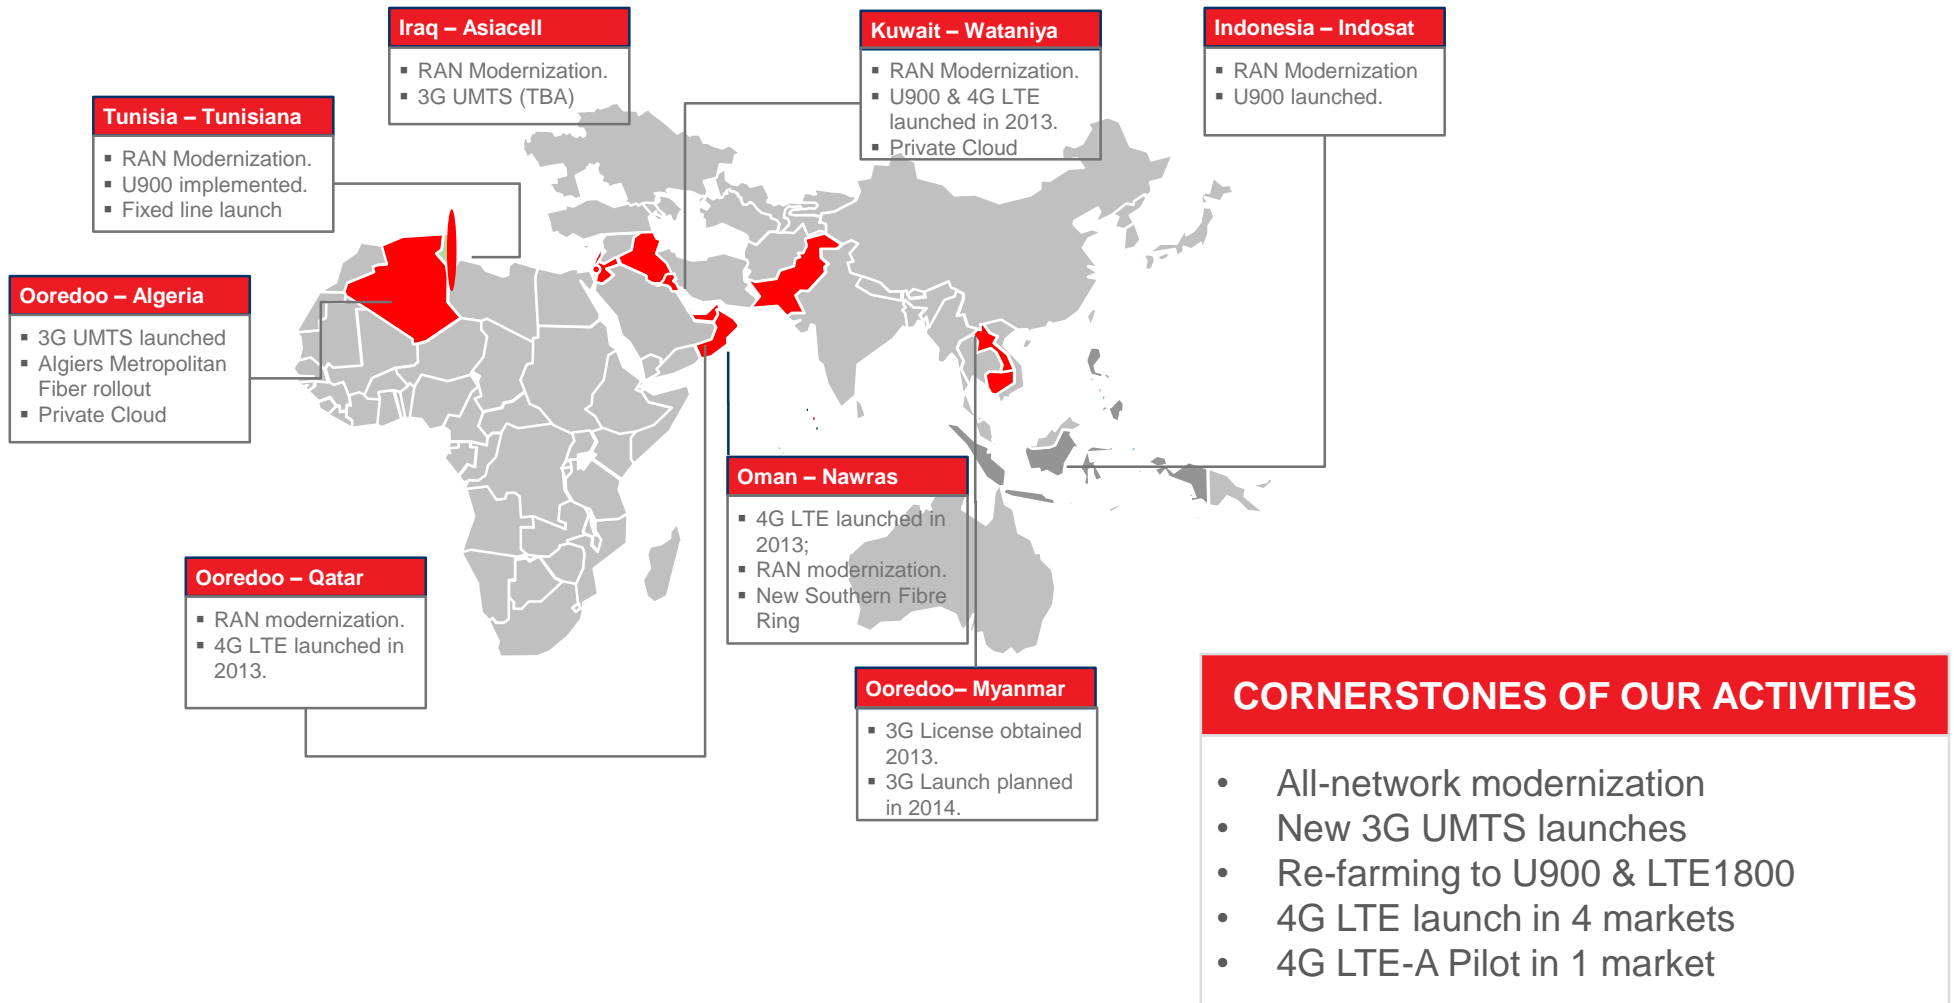 Iraq – Asiacell
▪ RAN Modernization.
▪ 3G UMTS (TBA)
Kuwait – Wataniya
▪ RAN Modernization.
▪ U900 & 4G LTE
launched in 2013.
▪ Private Cloud
Indonesia – Indosat
▪ RAN Modernization
▪ U900 launched.
Tunisia – Tunisiana
▪ RAN Modernization.
▪ U900 implemented.
▪ Fixed line launch
Ooredoo – Algeria
▪ 3G UMTS launched
▪ Algiers Metropolitan
Fiber rollout
▪ Private Cloud
Oman – Nawras
▪ 4G LTE launched in
2013;
▪ RAN modernization.
▪ New Southern Fibre
Ring
Ooredoo – Qatar
▪ RAN modernization.
▪ 4G LTE launched in
2013.
Ooredoo– Myanmar
▪ 3G License obtained
2013.
▪ 3G Launch planned
in 2014.
CORNERSTONES OF OUR ACTIVITIES
• All-network modernization
• New 3G UMTS launches
• Re-farming to U900 & LTE1800
• 4G LTE launch in 4 markets
• 4G LTE-A Pilot in 1 market